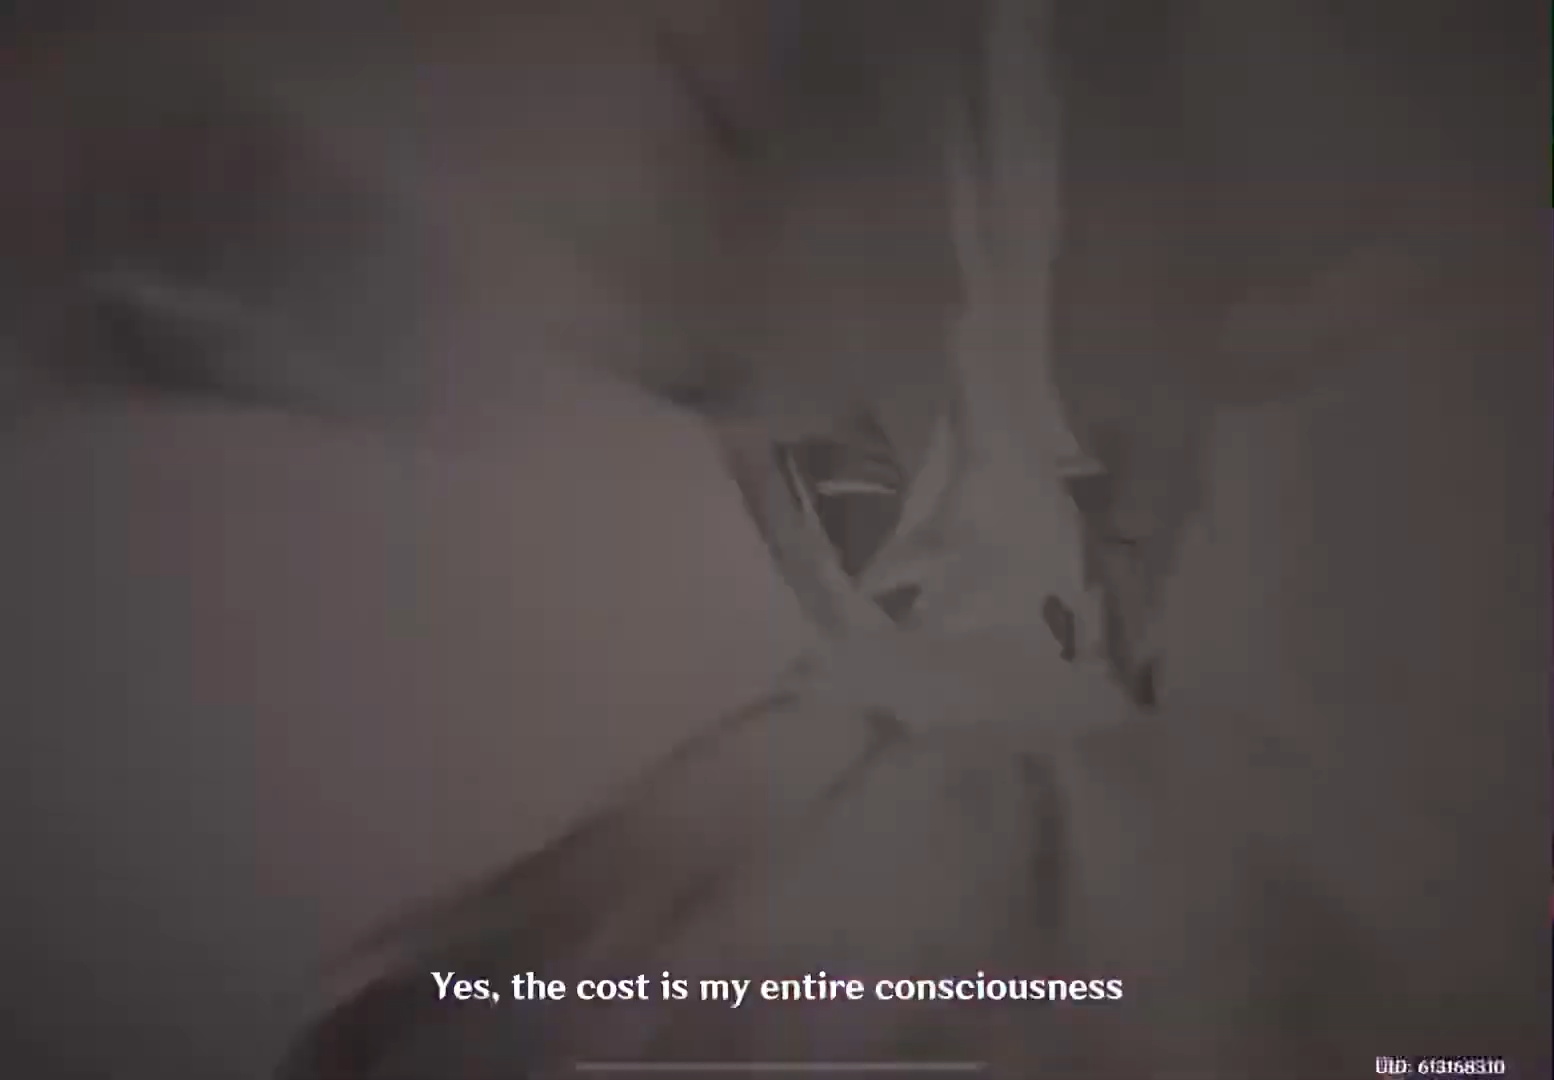 Yes, the cost is my entire consciousness
UID: 613168310